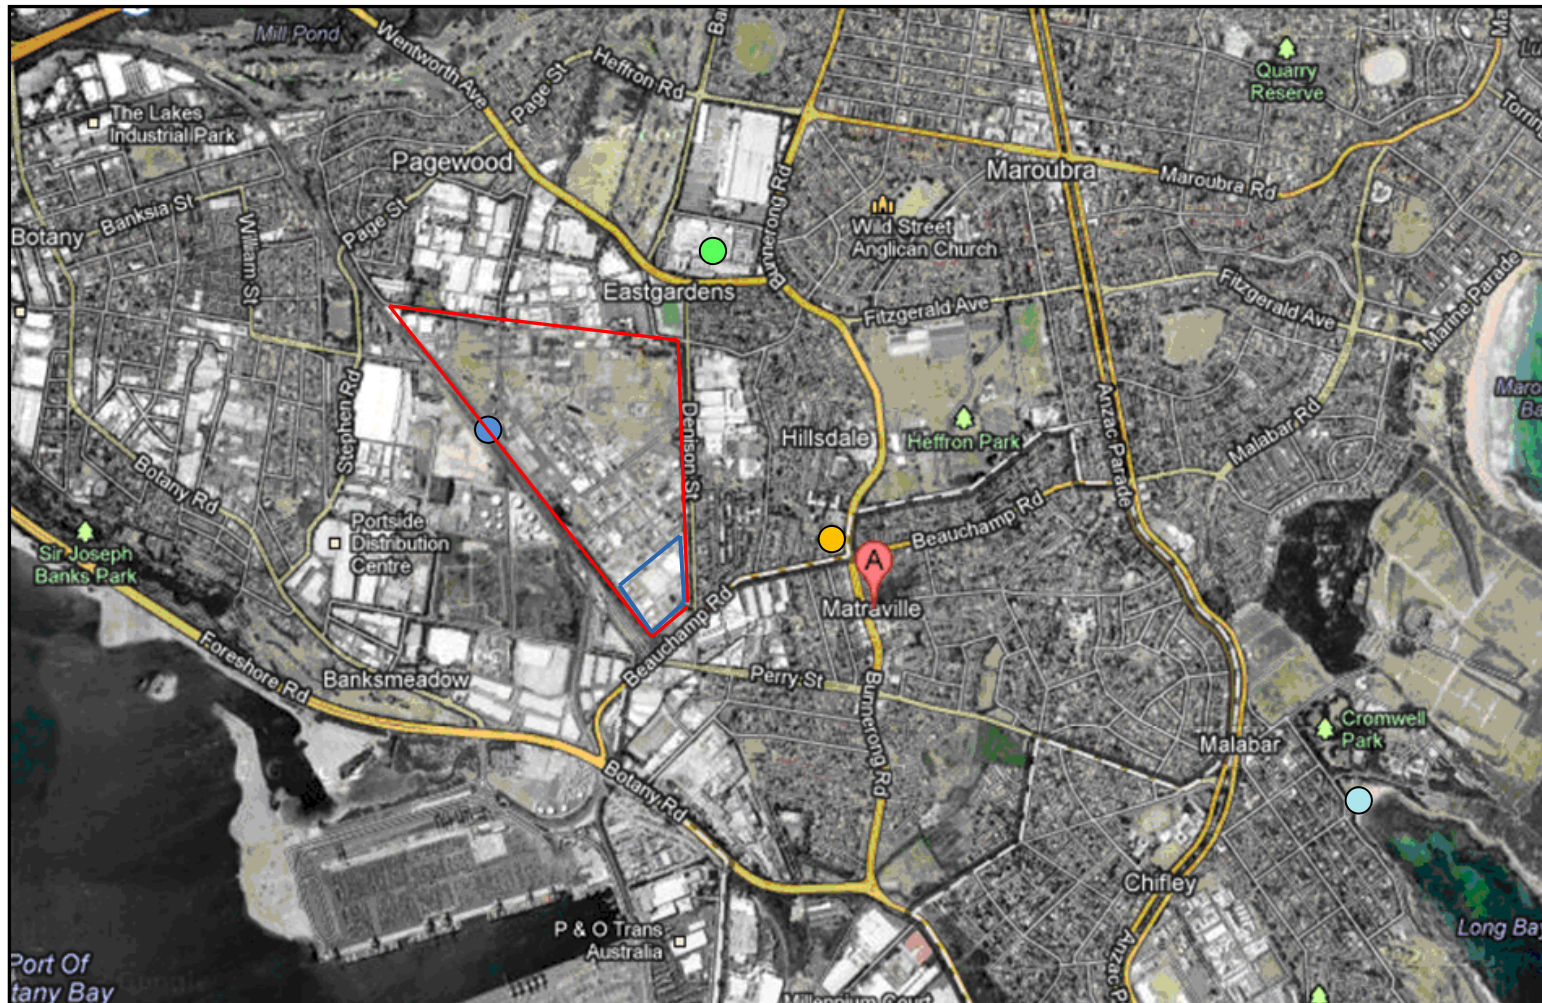 Mill Pond
Wentworth Ave
Page St
Heffron Rd
Quarry
Reserve
The Lakes
Industrial Park
Pagewood
Maroubra
Maroubra Rd
Banksia St
William St
Page St
Botany
Bunnerong Rd
Wild Street
Anglican Church
Eastgardens
Fitzgerald Ave
Fitzgerald Ave
Marine Parade
Stephen Rd
Denison St
Hillsdale
Heffron Park
Anzac Parade
Malabar Rd
Botany Rd
Beauchamp Rd
Portside
Distribution
Centre
Sir Joseph
Banks Park
A
Matraville
Beauchamp Rd
Foreshore Rd
Banksmeadow
Perry St
Bunnerong Rd
Cromwell
Park
Malabar
Botany Rd
Chifley
P & O Trans
Australia
Long Bay
Port Of
tany Bay
Anzac P
Millennium Court